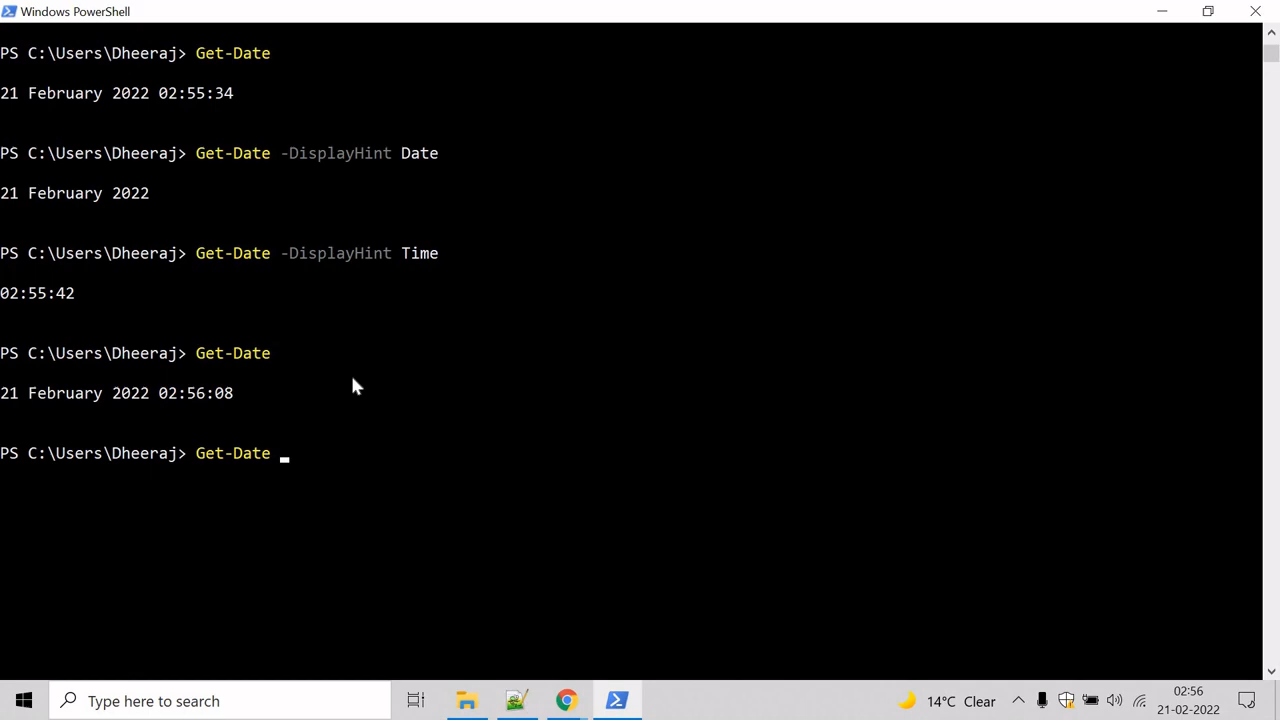 Windows PowerShell
PS C:\Users\Dheeraj> Get-Date
21 February 2022 02:55:34
PS C:\Users\Dheeraj> Get-Date -DisplayHint Date
21 February 2022
PS C:\Users\Dheeraj> Get-Date -DisplayHint Time
02:55:42
PS C:\Users\Dheeraj> Get-Date
21 February 2022 02:56:08
PS C:\Users\Dheeraj> Get-Date
Type here to search
14°C Clear
02:56
21-02-2022